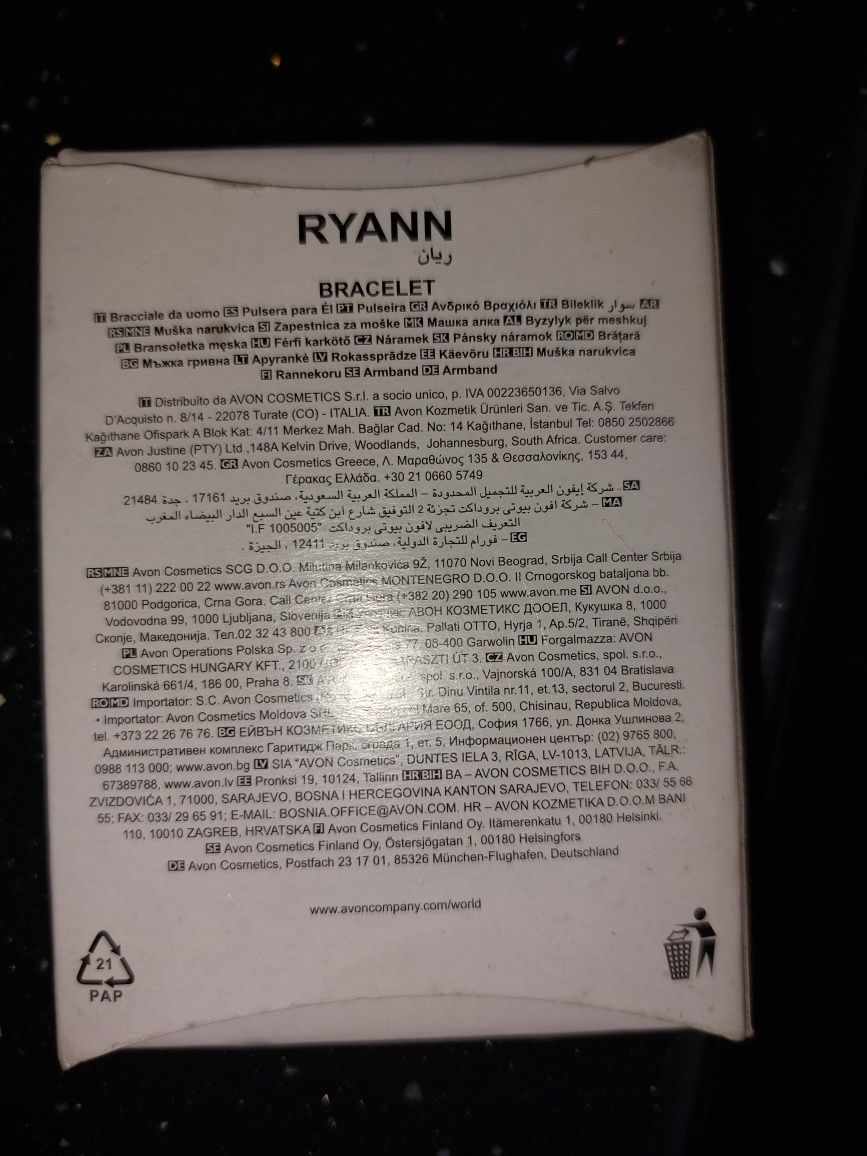 RYANN
ريان
BRACELET
IT Bracciale da uomo ES Pulsera para Él PT Pulseira GR Ανδρικό Βραχιόλι TR Bileklik سوار AR
RS MNE Muška narukvica SI Zapestnica za moške MK Машка алка AL Byzylyk për meshkuj
PL Bransoletka męska HU Férfi karkötő CZ Náramek SK Pánsky náramok RO MD Brățară
BG Мъжка гривна LT Apyrankė LV Rokassprādze EE Käevõru HR BIH Muška narukvica
FI Rannekoru SE Armband DE Armband
IT Distribuito da AVON COSMETICS S.r.l. a socio unico, p. IVA 00223650136, Via Salvo
D'Acquisto n. 8/14 - 22078 Turate (CO) - ITALIA. TR Avon Kozmetik Ürünleri San. ve Tic. A.Ş. Tekfen
Kağıthane Ofispark A Blok Kat: 4/11 Merkez Mah. Bağlar Cad. No: 14 Kağıthane, İstanbul Tel: 0850 2502866
ZA Avon Justine (PTY) Ltd ,148A Kelvin Drive, Woodlands, Johannesburg, South Africa. Customer care:
0860 10 23 45. GR Avon Cosmetics Greece, Λ. Μαραθώνος 135 & Θεσσαλονίκης, 153 44,
Γέρακας Ελλάδα. +30 21 0660 5749
SA - شركة إيفون العربية للتجميل المحدودة – المملكة العربية السعودية، صندوق بريد 17161 ، جدة 21484
MA – شركة افون بيوتي بروداكت تجزئة 2 التوفيق شارع ابن كتية عين السبع الدار البيضاء المغرب
التعريف الضريبي لافون بيوتي بروداكت "I.F 1005005"
EG – فورام للتجارة الدولية، صندوق بريد 12411 ، الجيزة .
RS MNE Avon Cosmetics SCG D.O.O. Milutina Milankovica 9Ž, 11070 Novi Beograd, Srbija Call Center Srbija
(+381 11) 222 00 22 www.avon.rs Avon Cosmetics MONTENEGRO D.O.O. II Crnogorskog bataljona bb.
81000 Podgorica, Crna Gora. Call Center Crna Gora (+382 20) 290 105 www.avon.me SI AVON d.o.o.,
Vodovodna 99, 1000 Ljubljana, Slovenija АВОН КОЗМЕТИКС ДООЕЛ, Кукушка 8, 1000
Скопје, Македонија. Тел.02 32 43 800 Pallati OTTO, Hyrja 1, Ap.5/2, Tiranë, Shqipëri
PL Avon Operations Polska Sp. z o 77, 08-400 Garwolin HU Forgalmazza: AVON
COSMETICS HUNGARY KFT., 2100 ÚT 3. CZ Avon Cosmetics, spol. s r.o.,
Karolinská 661/4, 186 00, Praha 8. SK spol. s r.o., Vajnorská 100/A, 831 04 Bratislava
RO MD Importator: S.C. Avon Cosmetics Str. Dinu Vintila nr.11, et.13, sectorul 2, Bucuresti.
• Importator: Avon Cosmetics Moldova Mare 65, of. 500, Chisinau, Republica Moldova,
tel. +373 22 26 76 76. BG ЕЙВЪН КОЗМЕТИКС БЪЛГАРИЯ ЕООД, София 1766, ул. Донка Ушлинова 2,
Административен комплекс Гаритидж Парк, сграда 1, ет. 5, Информационен център: (02) 9765 800,
0988 113 000; www.avon.bg LV SIA "AVON Cosmetics", DUNTES IELA 3, RĪGA, LV-1013, LATVIJA, TĀLR.:
67389788, www.avon.lv EE Pronksi 19, 10124, Tallinn HR BIH BA – AVON COSMETICS BIH D.O.O., F.A.
ZVIZDOVIĆA 1, 71000, SARAJEVO, BOSNA I HERCEGOVINA KANTON SARAJEVO, TELEFON: 033/ 55 66
55; FAX: 033/ 29 65 91; E-MAIL: BOSNIA.OFFICE@AVON.COM. HR – AVON KOZMETIKA D.O.O.M BANI
110, 10010 ZAGREB, HRVATSKA FI Avon Cosmetics Finland Oy. Itämerenkatu 1, 00180 Helsinki.
SE Avon Cosmetics Finland Oy, Östersjögatan 1, 00180 Helsingfors
DE Avon Cosmetics, Postfach 23 17 01, 85326 München-Flughafen, Deutschland
www.avoncompany.com/world
21
PAP